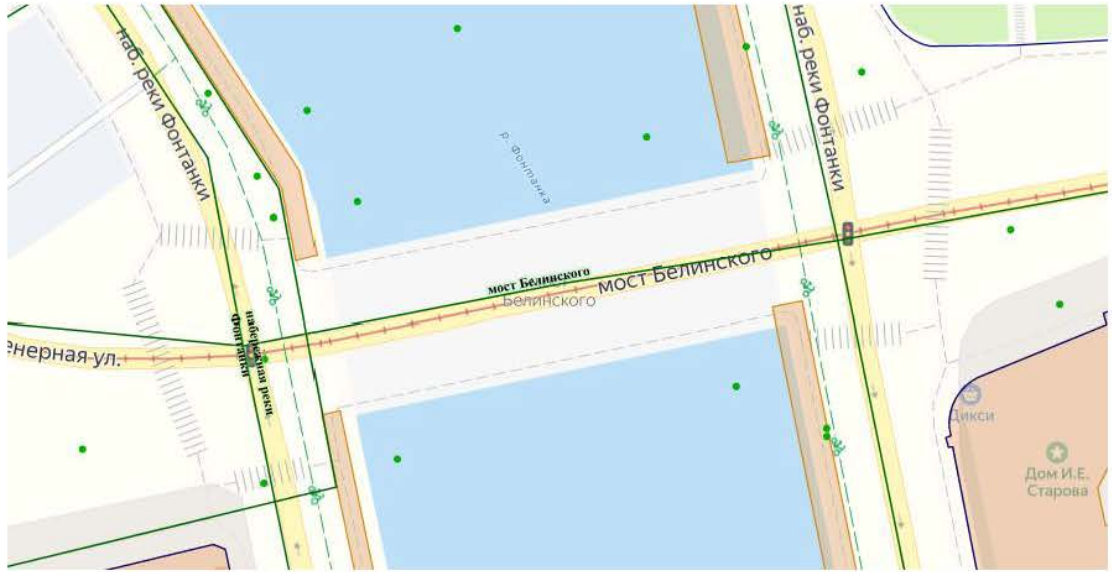 наб. реки Фонтанки
наб. реки Фонтанки
р. Фонтанка
мост Белинского
мост Белинского
Белинского
набережная реки
Фонтанки
енерная ул.
Дикси
Дом И.Е.
Старова